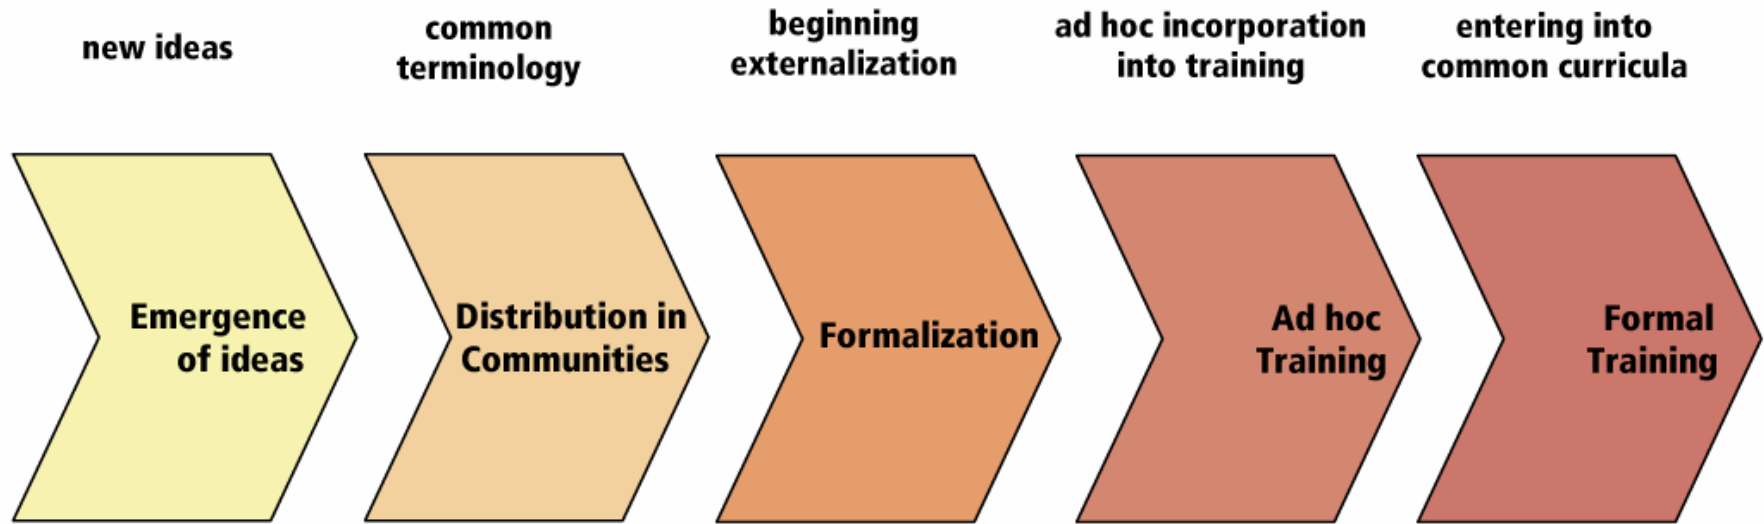 new ideas
common
terminology
beginning
externalization
ad hoc incorporation
into training
entering into
common curricula
Emergence
of ideas
Distribution in
Communities
Formalization
Ad hoc
Training
Formal
Training